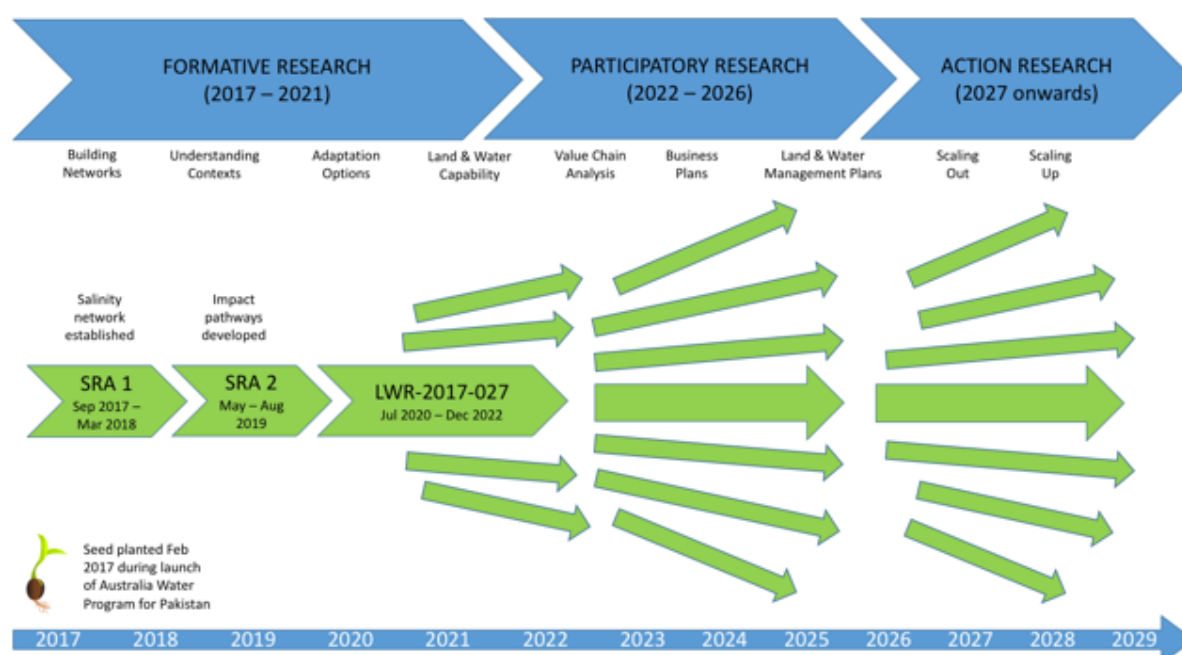 FORMATIVE RESEARCH
(2017 – 2021)
PARTICIPATORY RESEARCH
(2022 – 2026)
ACTION RESEARCH
(2027 onwards)
Building
Networks
Understanding
Contexts
Adaptation
Options
Land & Water
Capability
Value Chain
Analysis
Business
Plans
Land & Water
Management Plans
Scaling
Out
Scaling
Up
Salinity
network
established
Impact
pathways
developed
SRA 1
Sep 2017 –
Mar 2018
SRA 2
May – Aug
2019
LWR-2017-027
Jul 2020 – Dec 2022
Seed planted Feb
2017 during launch
of Australia Water
Program for Pakistan
2017 2018 2019 2020 2021 2022 2023 2024 2025 2026 2027 2028 2029